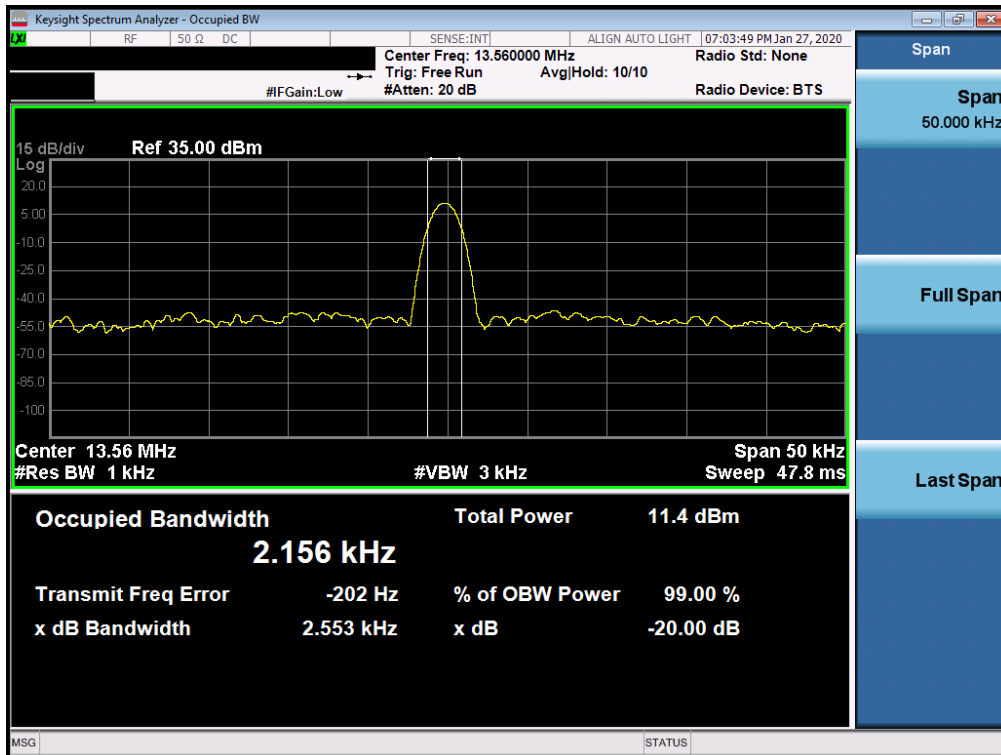 Keysight Spectrum Analyzer - Occupied BW
LXI RF 50 Ω DC SENSE:INT ALIGN AUTO LIGHT 07:03:49 PM Jan 27, 2020
Center Freq: 13.560000 MHz Radio Std: None
Trig: Free Run Avg|Hold: 10/10
#IFGain:Low #Atten: 20 dB Radio Device: BTS
Span
Span
50.000 kHz
Full Span
Last Span
15 dB/div Ref 35.00 dBm
Log
20.0
5.00
-10.0
-25.0
-40.0
-55.0
-70.0
-85.0
-100
Center 13.56 MHz Span 50 kHz
#Res BW 1 kHz #VBW 3 kHz Sweep 47.8 ms
Occupied Bandwidth Total Power 11.4 dBm
2.156 kHz
Transmit Freq Error -202 Hz % of OBW Power 99.00 %
x dB Bandwidth 2.553 kHz x dB -20.00 dB
MSG STATUS